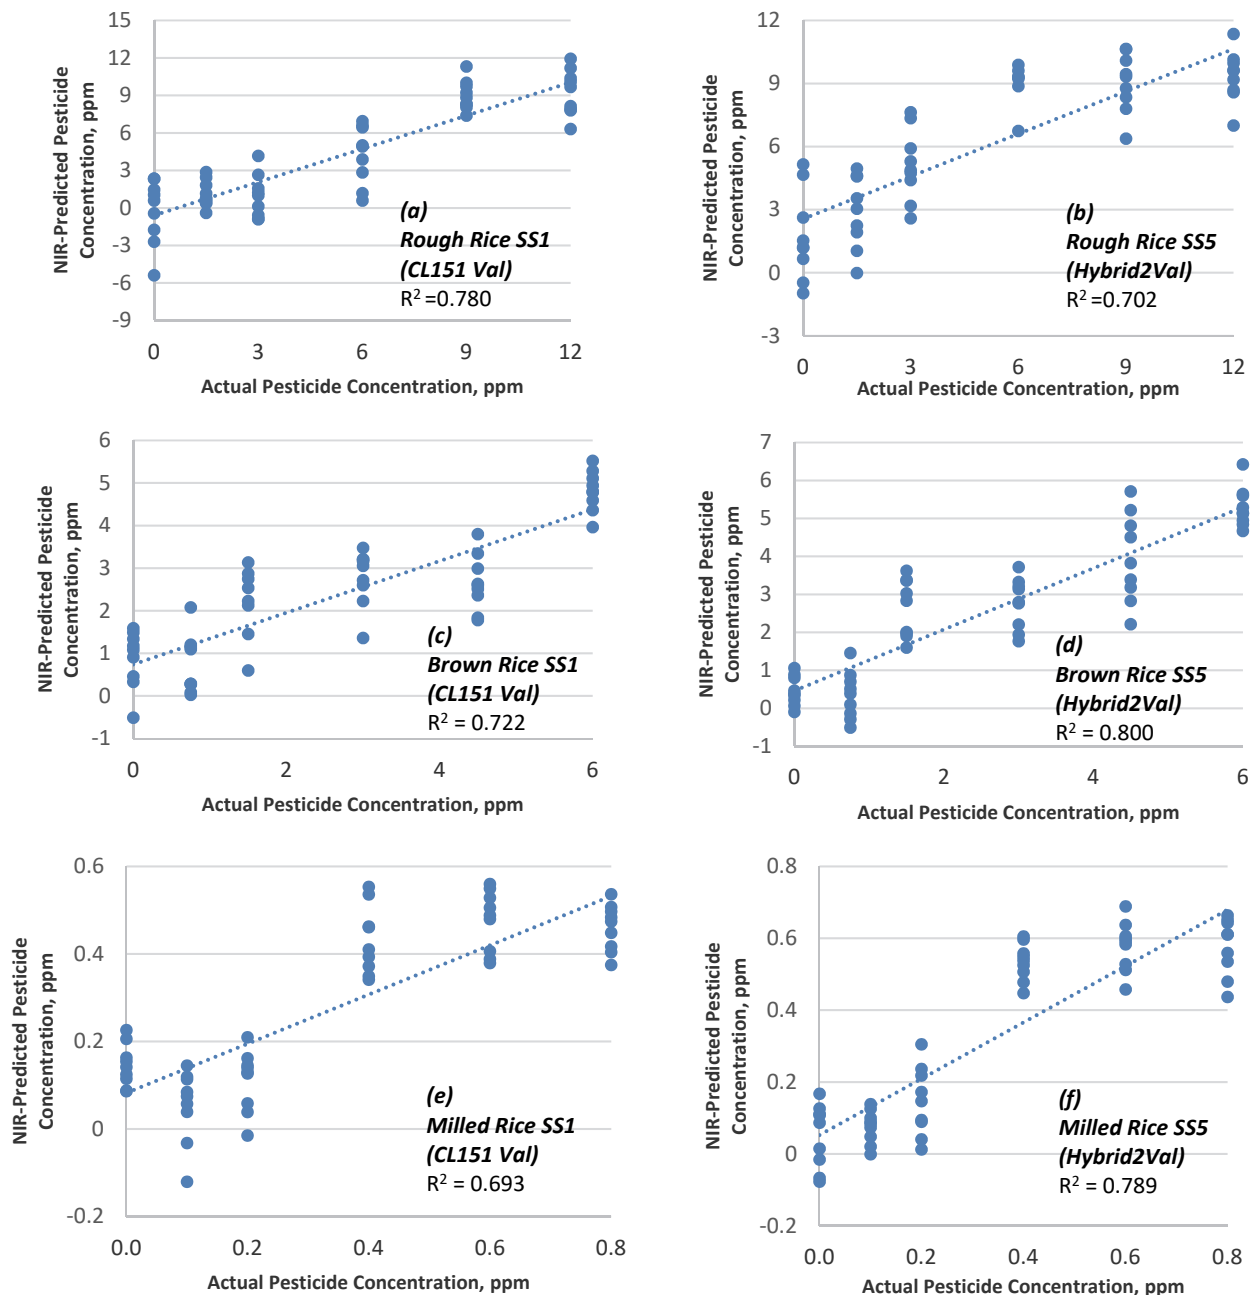 15
12
9
6
3
0
-3
-6
-9
NIR-Predicted Pesticide
Concentration, ppm
(a)
Rough Rice SS1
(CL151 Val)
R² =0.780
0 3 6 9 12
Actual Pesticide Concentration, ppm
12
9
6
3
0
-3
NIR-Predicted Pesticide
Concentration, ppm
(b)
Rough Rice SS5
(Hybrid2Val)
R² =0.702
0 3 6 9 12
Actual Pesticide Concentration, ppm
6
5
4
3
2
1
0
-1
NIR-Predicted Pesticide
Concentration, ppm
(c)
Brown Rice SS1
(CL151 Val)
R² = 0.722
0 2 4 6
Actual Pesticide Concentration, ppm
7
6
5
4
3
2
1
0
-1
NIR-Predicted Pesticide
Concentration, ppm
(d)
Brown Rice SS5
(Hybrid2Val)
R² = 0.800
0 2 4 6
Actual Pesticide Concentration, ppm
0.6
0.4
0.2
0
-0.2
NIR-Predicted Pesticide
Concentration, ppm
(e)
Milled Rice SS1
(CL151 Val)
R² = 0.693
0.0 0.2 0.4 0.6 0.8
Actual Pesticide Concentration, ppm
0.8
0.6
0.4
0.2
0.0
-0.2
NIR-Predicted Pesticide
Concentration, ppm
(f)
Milled Rice SS5
(Hybrid2Val)
R² = 0.789
0.0 0.2 0.4 0.6 0.8
Actual Pesticide Concentration, ppm